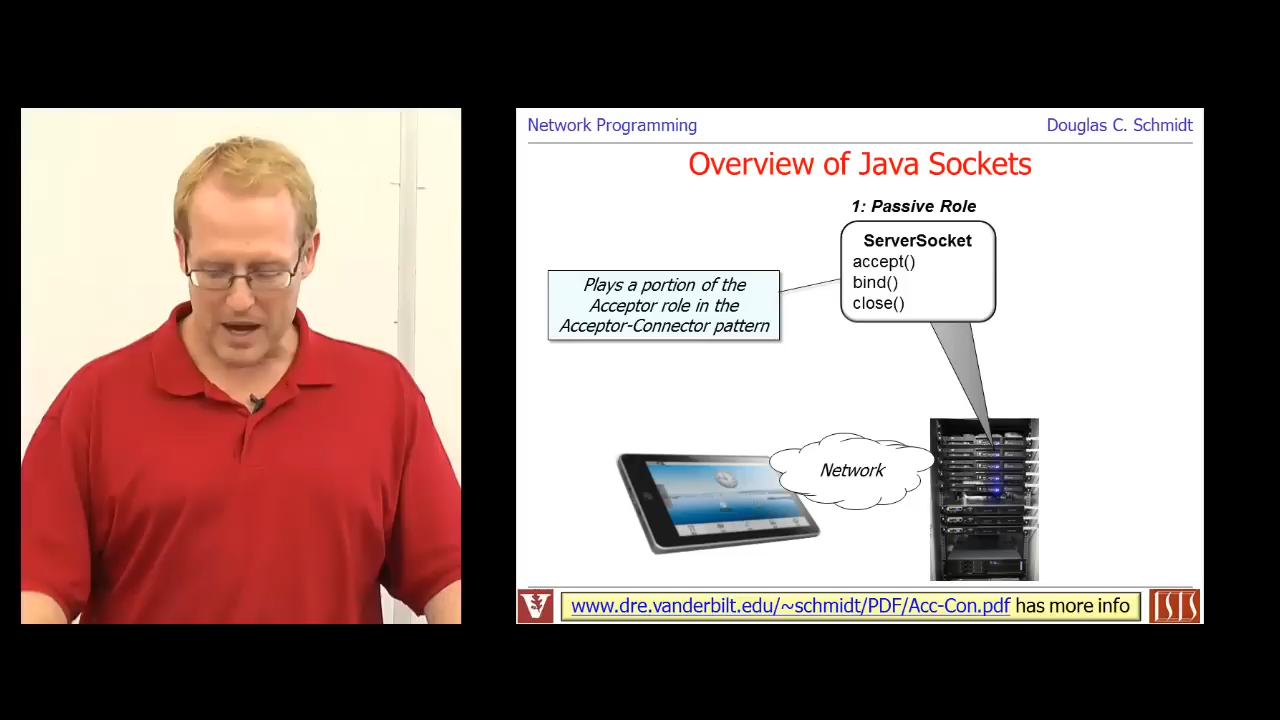 Network Programming
Douglas C. Schmidt
Overview of Java Sockets
1: Passive Role
ServerSocket
accept()
bind()
close()
Plays a portion of the
Acceptor role in the
Acceptor-Connector pattern
Network
www.dre.vanderbilt.edu/~schmidt/PDF/Acc-Con.pdf has more info
ISIS